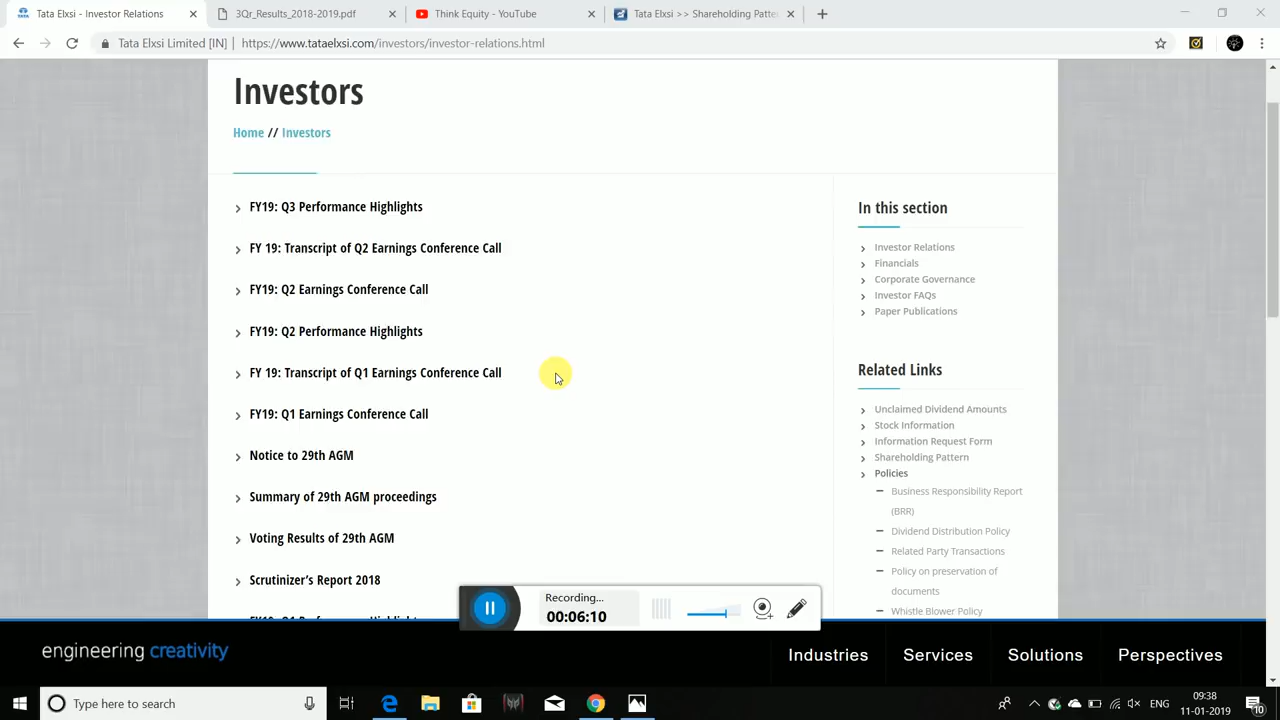 Tata Elxsi - Investor Relations
3Qr_Results_2018-2019.pdf
Think Equity - YouTube
Tata Elxsi >> Shareholding Patte
Tata Elxsi Limited [IN] | https://www.tataelxsi.com/investors/investor-relations.html
Investors
Home // Investors
FY19: Q3 Performance Highlights
FY 19: Transcript of Q2 Earnings Conference Call
FY19: Q2 Earnings Conference Call
FY19: Q2 Performance Highlights
FY 19: Transcript of Q1 Earnings Conference Call
FY19: Q1 Earnings Conference Call
Notice to 29th AGM
Summary of 29th AGM proceedings
Voting Results of 29th AGM
Scrutinizer's Report 2018
In this section
Investor Relations
Financials
Corporate Governance
Investor FAQs
Paper Publications
Related Links
Unclaimed Dividend Amounts
Stock Information
Information Request Form
Shareholding Pattern
Policies
Business Responsibility Report
(BRR)
Dividend Distribution Policy
Related Party Transactions
Policy on preservation of
documents
Whistle Blower Policy
Recording...
00:06:10
engineering creativity
Industries
Services
Solutions
Perspectives
Type here to search
ENG
09:38
11-01-2019
10